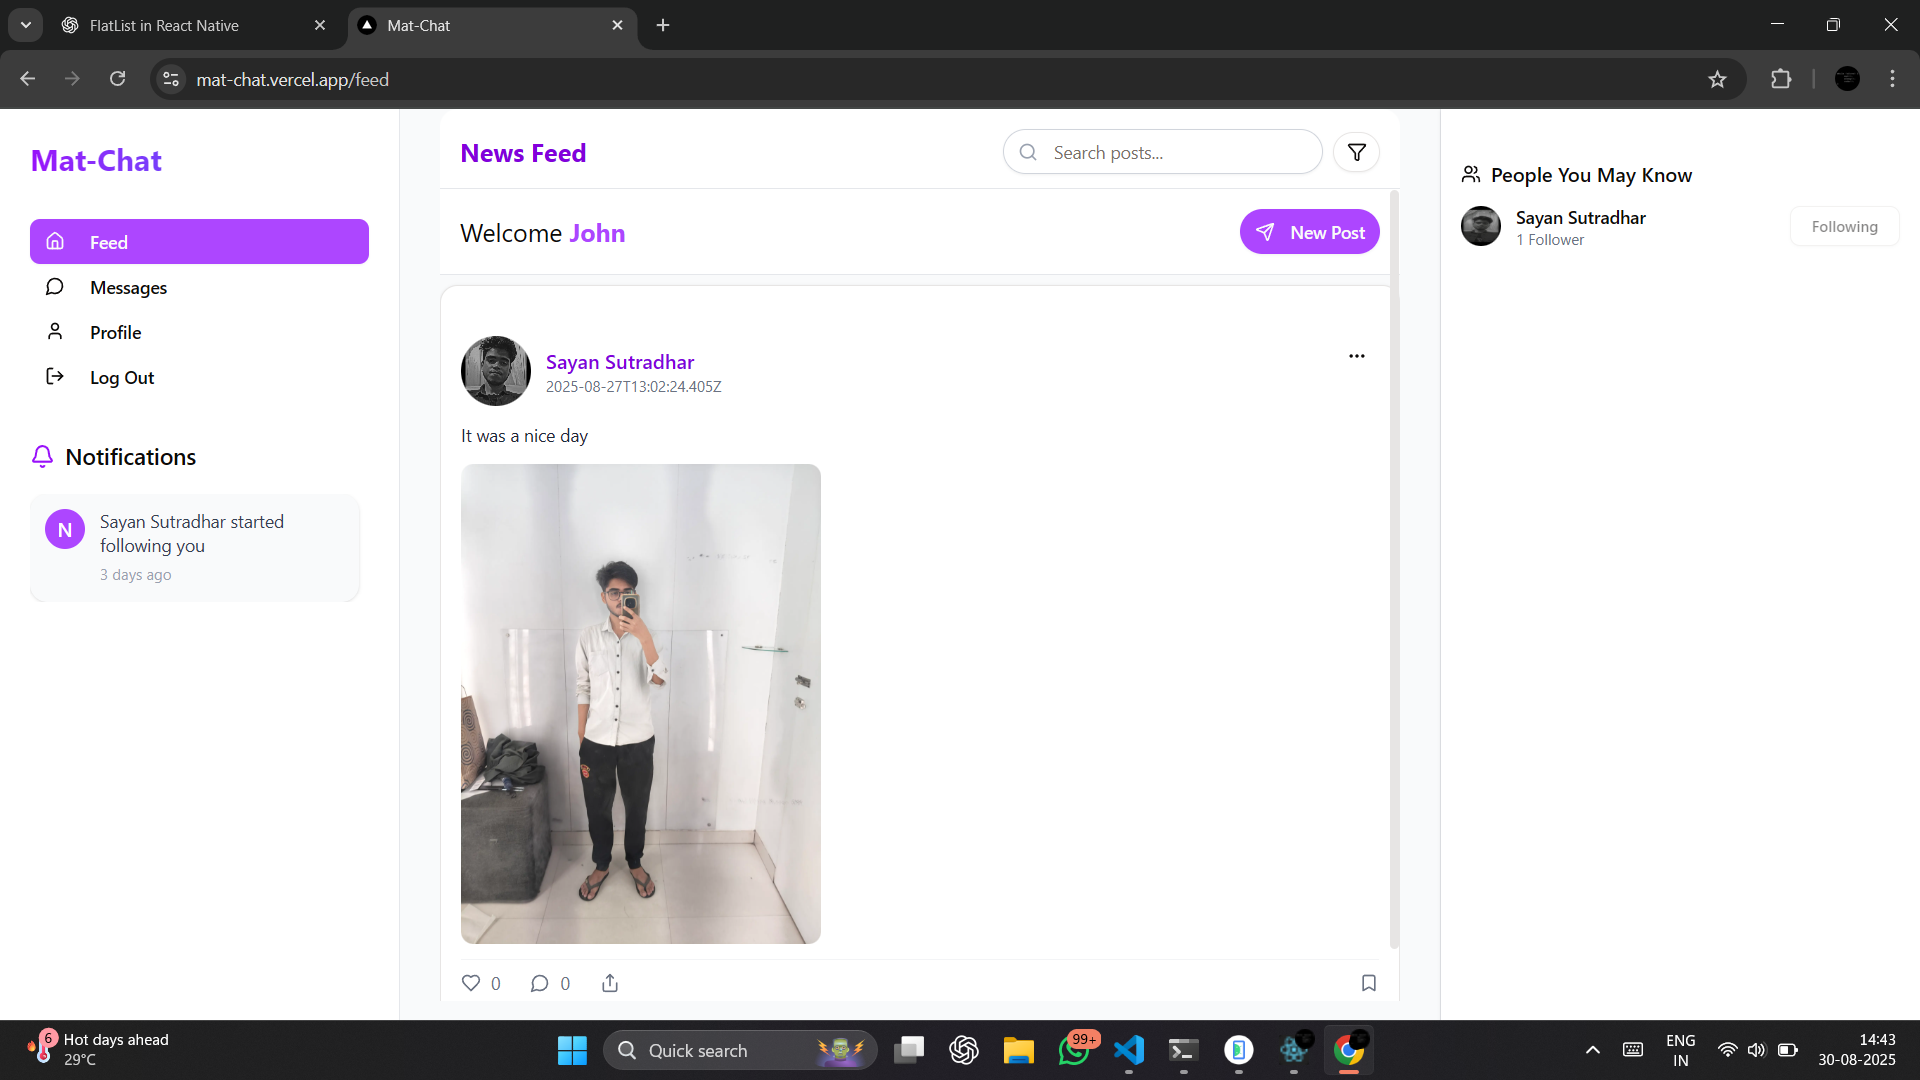 FlatList in React Native
Mat-Chat
mat-chat.vercel.app/feed
Mat-Chat
Feed
Messages
Profile
Log Out
Notifications
N
Sayan Sutradhar started
following you
3 days ago
News Feed
Search posts...
Welcome John
New Post
Sayan Sutradhar
2025-08-27T13:02:24.405Z
It was a nice day
0
0
People You May Know
Sayan Sutradhar
1 Follower
Following
6
Hot days ahead
29°C
Quick search
99+
ENG
IN
14:43
30-08-2025